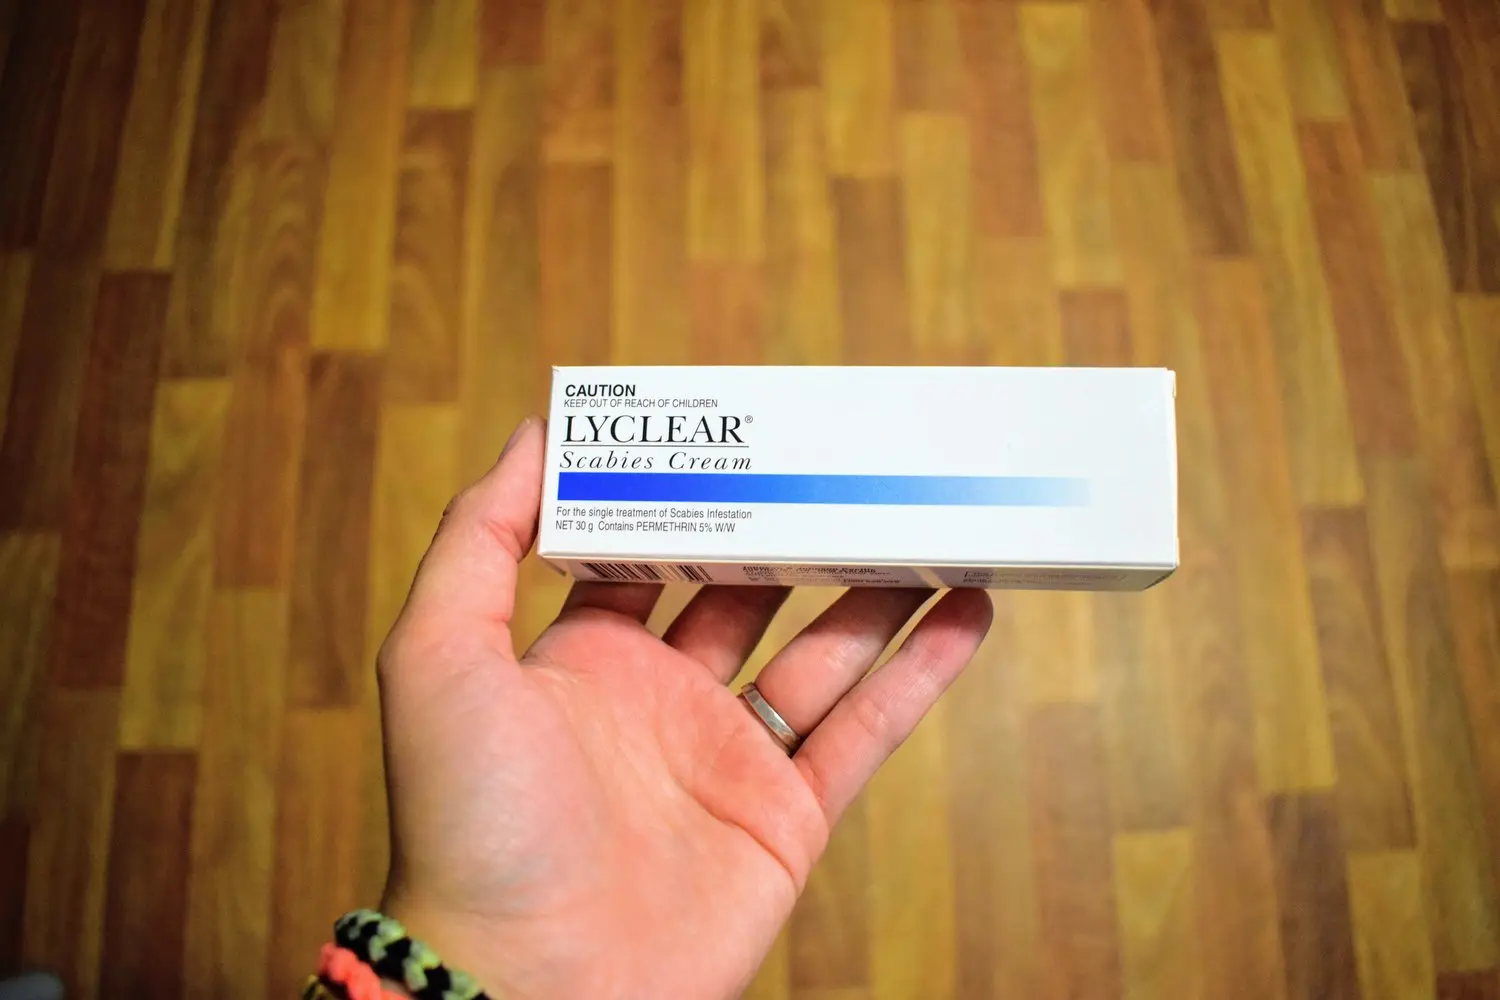 CAUTION
KEEP OUT OF REACH OF CHILDREN
LYCLEAR®
Scabies Cream
For the single treatment of Scabies Infestation
NET 30 g Contains PERMETHRIN 5% W/W